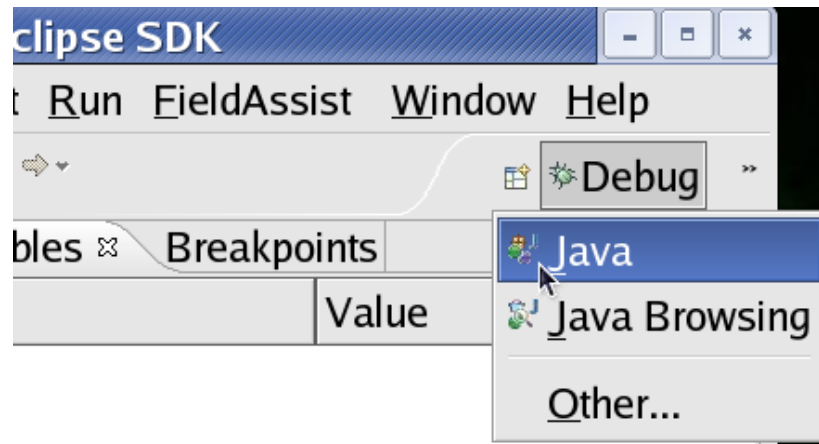 clipse SDK
t Run FieldAssist Window Help
Debug »
bles Breakpoints
Java
Value
Java Browsing
Other...